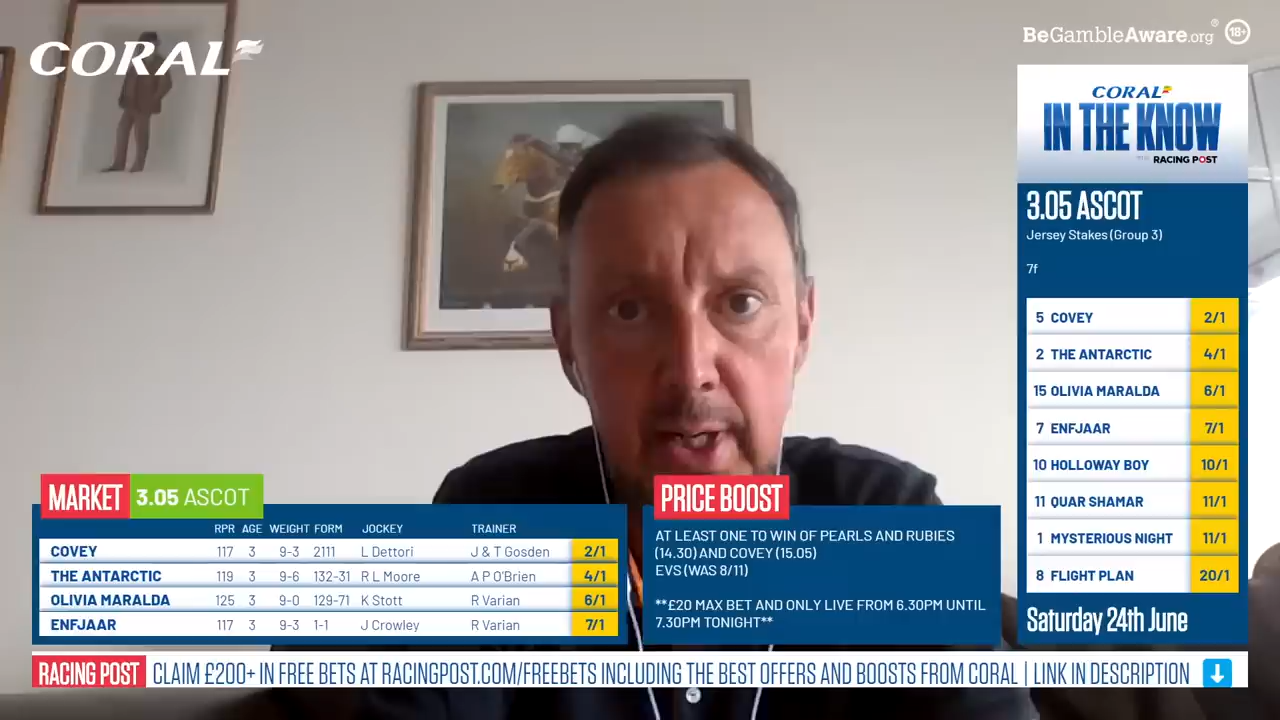 CORAL
BeGambleAware.org® 18+
CORAL
IN THE KNOW
WITH RACING POST
3.05 ASCOT
Jersey Stakes (Group 3)
7f
5 COVEY 2/1
2 THE ANTARCTIC 4/1
15 OLIVIA MARALDA 6/1
7 ENFJAAR 7/1
10 HOLLOWAY BOY 10/1
11 QUAR SHAMAR 11/1
1 MYSTERIOUS NIGHT 11/1
8 FLIGHT PLAN 20/1
Saturday 24th June
MARKET 3.05 ASCOT
RPR AGE WEIGHT FORM JOCKEY TRAINER
COVEY 117 3 9-3 2111 L Dettori J & T Gosden 2/1
THE ANTARCTIC 119 3 9-6 132-31 R L Moore A P O'Brien 4/1
OLIVIA MARALDA 125 3 9-0 129-71 K Stott R Varian 6/1
ENFJAAR 117 3 9-3 1-1 J Crowley R Varian 7/1
PRICE BOOST
AT LEAST ONE TO WIN OF PEARLS AND RUBIES
(14.30) AND COVEY (15.05)
EVS (WAS 8/11)
**£20 MAX BET AND ONLY LIVE FROM 6.30PM UNTIL
7.30PM TONIGHT**
RACING POST CLAIM £200+ IN FREE BETS AT RACINGPOST.COM/FREEBETS INCLUDING THE BEST OFFERS AND BOOSTS FROM CORAL | LINK IN DESCRIPTION